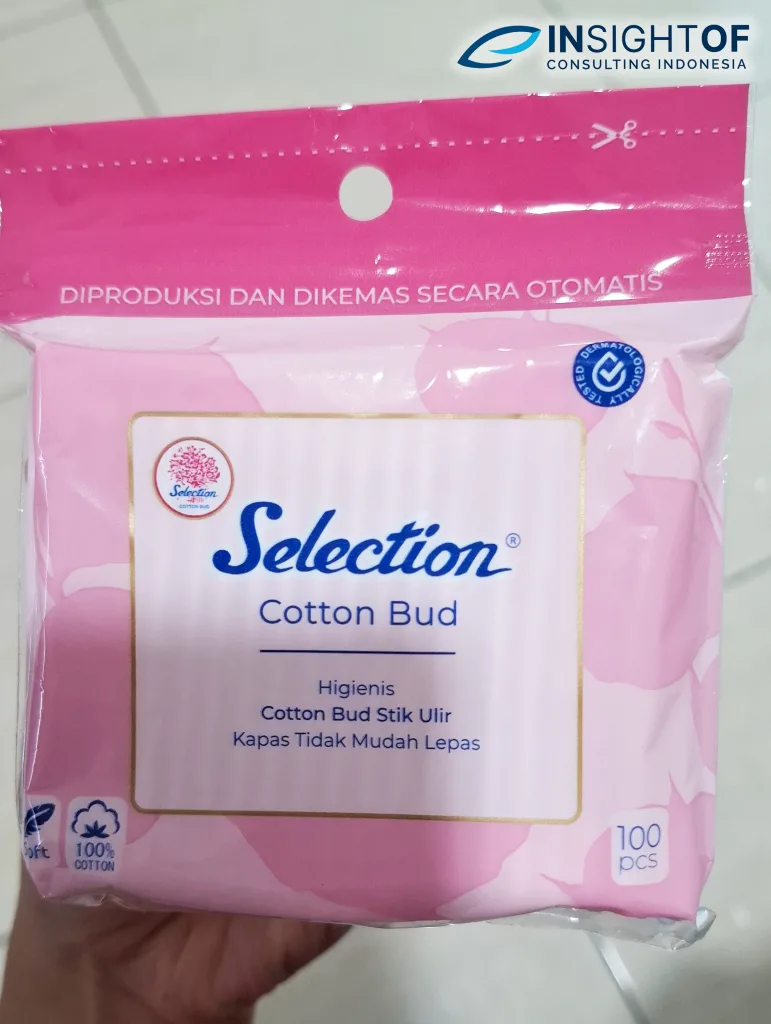 INSIGHTOF
CONSULTING INDONESIA
DIPRODUKSI DAN DIKEMAS SECARA OTOMATIS
DERMATOLOGICALLY TESTED
Selection
COTTON BUD
Selection®
Cotton Bud
Higienis
Cotton Bud Stik Ulir
Kapas Tidak Mudah Lepas
Soft
100%
COTTON
100
pcs